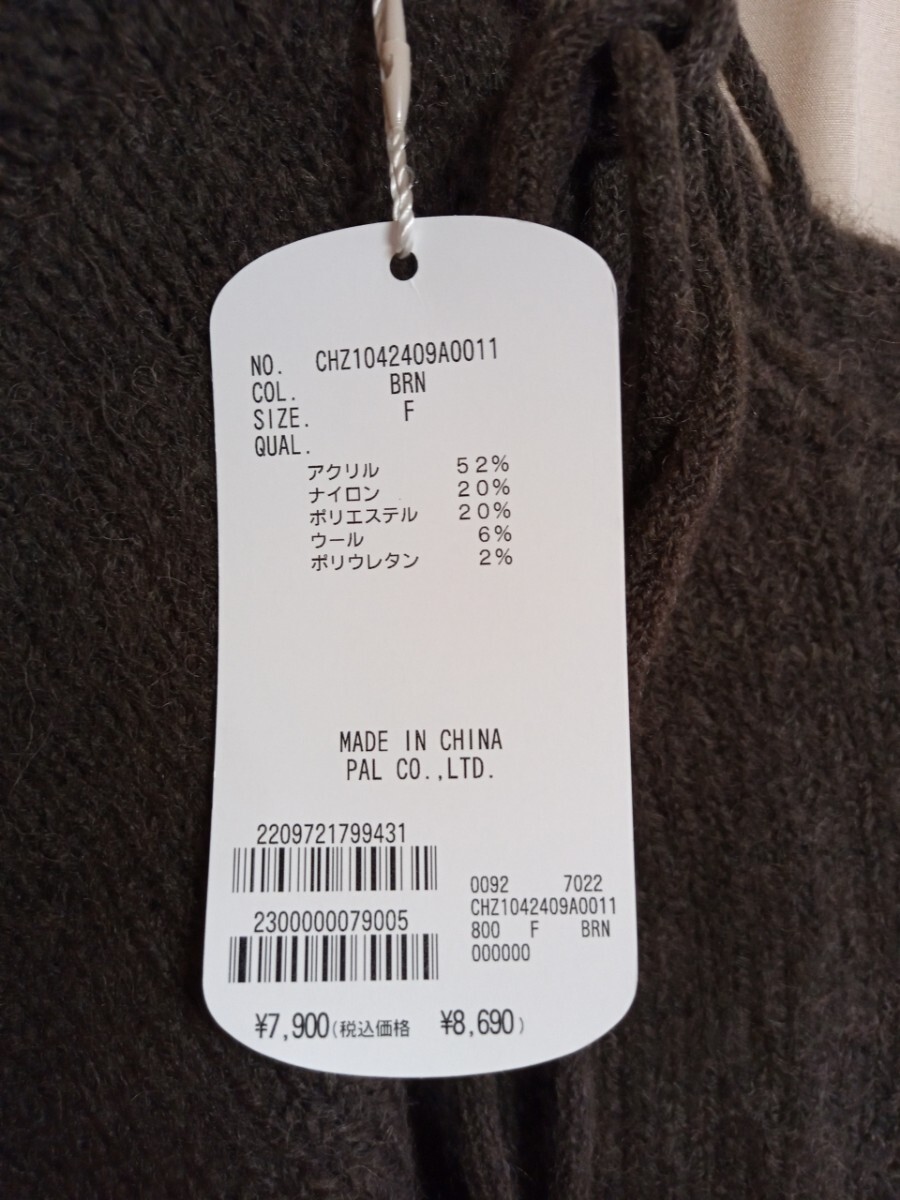 NO. CHZ1042409A0011
COL. BRN
SIZE. F
QUAL.
アクリル 52%
ナイロン 20%
ポリエステル 20%
ウール 6%
ポリウレタン 2%
MADE IN CHINA
PAL CO.,LTD.
2209721799431
2300000079005
0092 7022
CHZ1042409A0011
800 F BRN
000000
¥7,900(税込価格 ¥8,690)